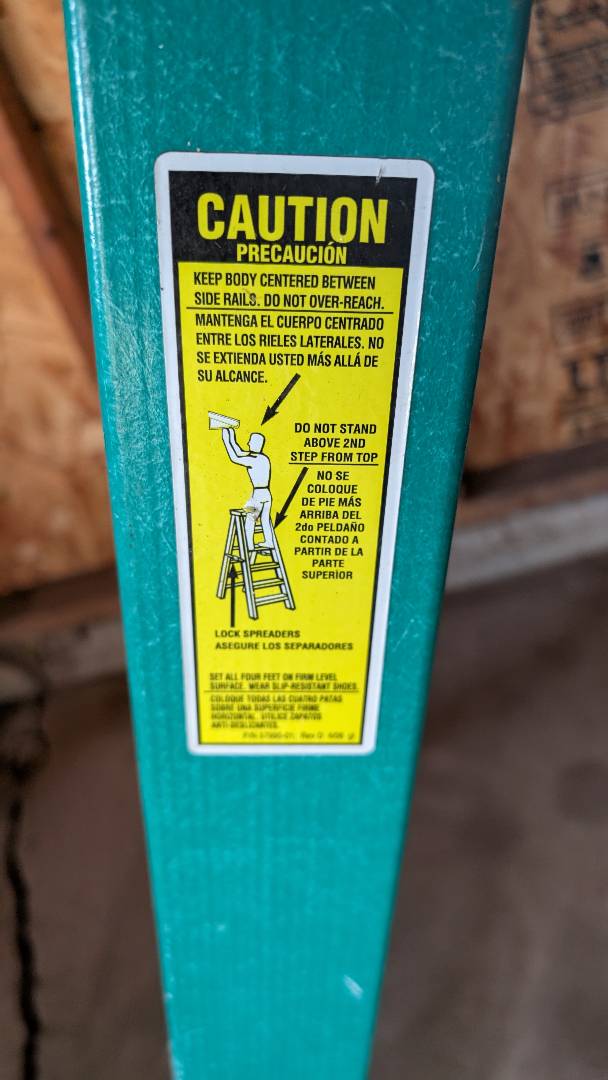 CAUTION
PRECAUCIÓN
KEEP BODY CENTERED BETWEEN
SIDE RAILS. DO NOT OVER-REACH.
MANTENGA EL CUERPO CENTRADO
ENTRE LOS RIELES LATERALES. NO
SE EXTIENDA USTED MÁS ALLÁ DE
SU ALCANCE.
DO NOT STAND
ABOVE 2ND
STEP FROM TOP
NO SE
COLOQUE
DE PIE MÁS
ARRIBA DEL
2do PELDAÑO
CONTADO A
PARTIR DE LA
PARTE
SUPERIOR
LOCK SPREADERS
ASEGURE LOS SEPARADORES
SET ALL FOUR FEET ON FIRM LEVEL
SURFACE. WEAR SLIP-RESISTANT SHOES.
COLOQUE TODAS LAS CUATRO PATAS
SOBRE UNA SUPERFICIE FIRME
HORIZONTAL. UTILICE ZAPATOS
ANTI-DESLIZANTES.
P/N